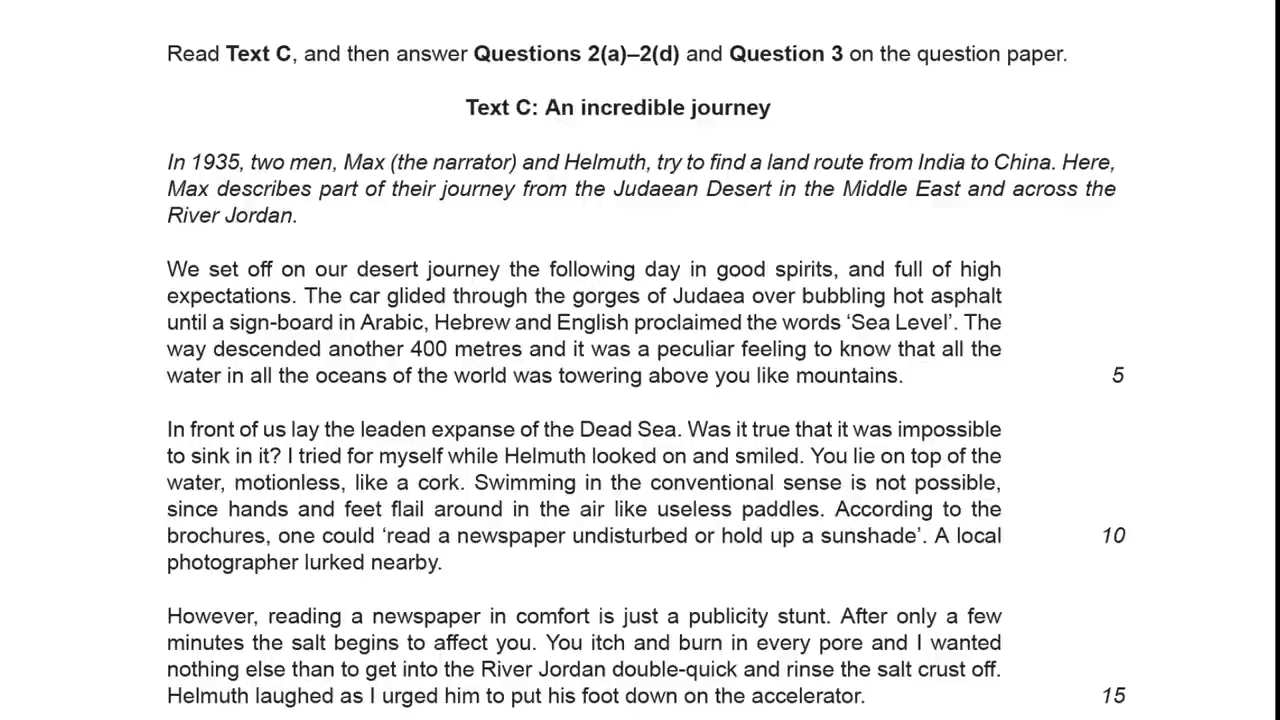 Read Text C, and then answer Questions 2(a)–2(d) and Question 3 on the question paper.
Text C: An incredible journey
In 1935, two men, Max (the narrator) and Helmuth, try to find a land route from India to China. Here,
Max describes part of their journey from the Judaean Desert in the Middle East and across the
River Jordan.
We set off on our desert journey the following day in good spirits, and full of high
expectations. The car glided through the gorges of Judaea over bubbling hot asphalt
until a sign-board in Arabic, Hebrew and English proclaimed the words ‘Sea Level’. The
way descended another 400 metres and it was a peculiar feeling to know that all the
water in all the oceans of the world was towering above you like mountains. 5
In front of us lay the leaden expanse of the Dead Sea. Was it true that it was impossible
to sink in it? I tried for myself while Helmuth looked on and smiled. You lie on top of the
water, motionless, like a cork. Swimming in the conventional sense is not possible,
since hands and feet flail around in the air like useless paddles. According to the
brochures, one could ‘read a newspaper undisturbed or hold up a sunshade’. A local 10
photographer lurked nearby.
However, reading a newspaper in comfort is just a publicity stunt. After only a few
minutes the salt begins to affect you. You itch and burn in every pore and I wanted
nothing else than to get into the River Jordan double-quick and rinse the salt crust off.
Helmuth laughed as I urged him to put his foot down on the accelerator. 15